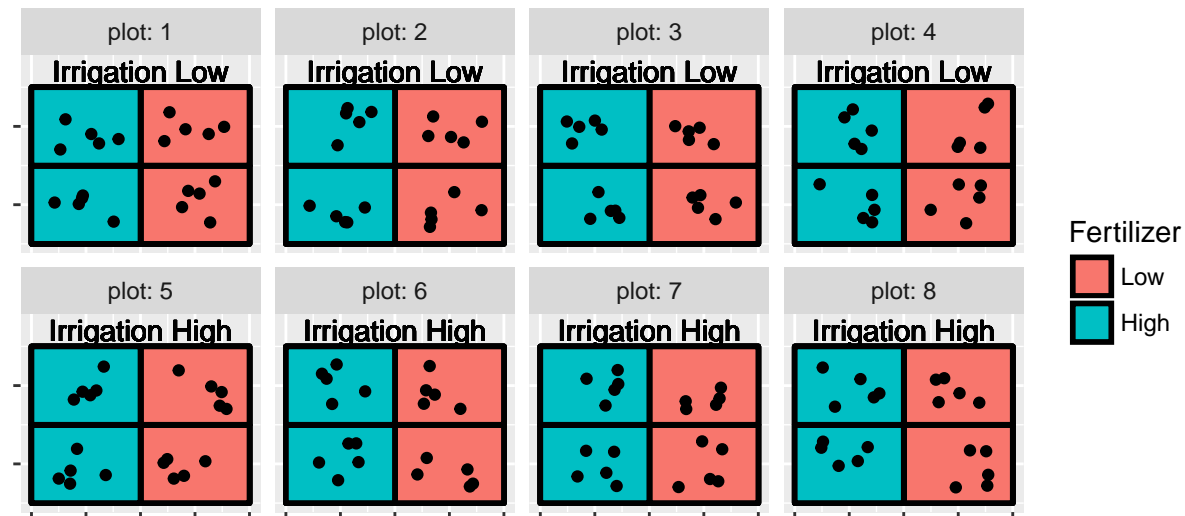 plot: 1
plot: 2
plot: 3
plot: 4
Irrigation Low
Irrigation Low
Irrigation Low
Irrigation Low
plot: 5
plot: 6
plot: 7
plot: 8
Irrigation High
Irrigation High
Irrigation High
Irrigation High
Fertilizer
Low
High